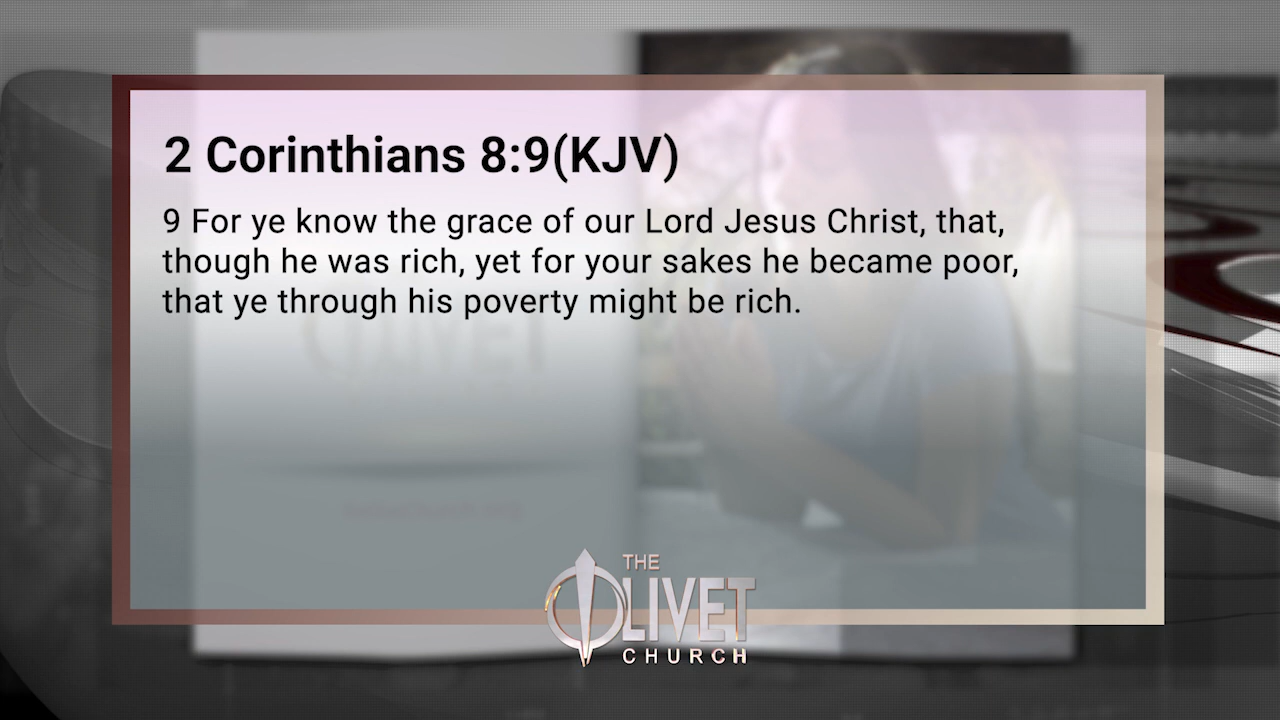 2 Corinthians 8:9(KJV)
9 For ye know the grace of our Lord Jesus Christ, that,
though he was rich, yet for your sakes he became poor,
that ye through his poverty might be rich.
THE
OLIVET
CHURCH